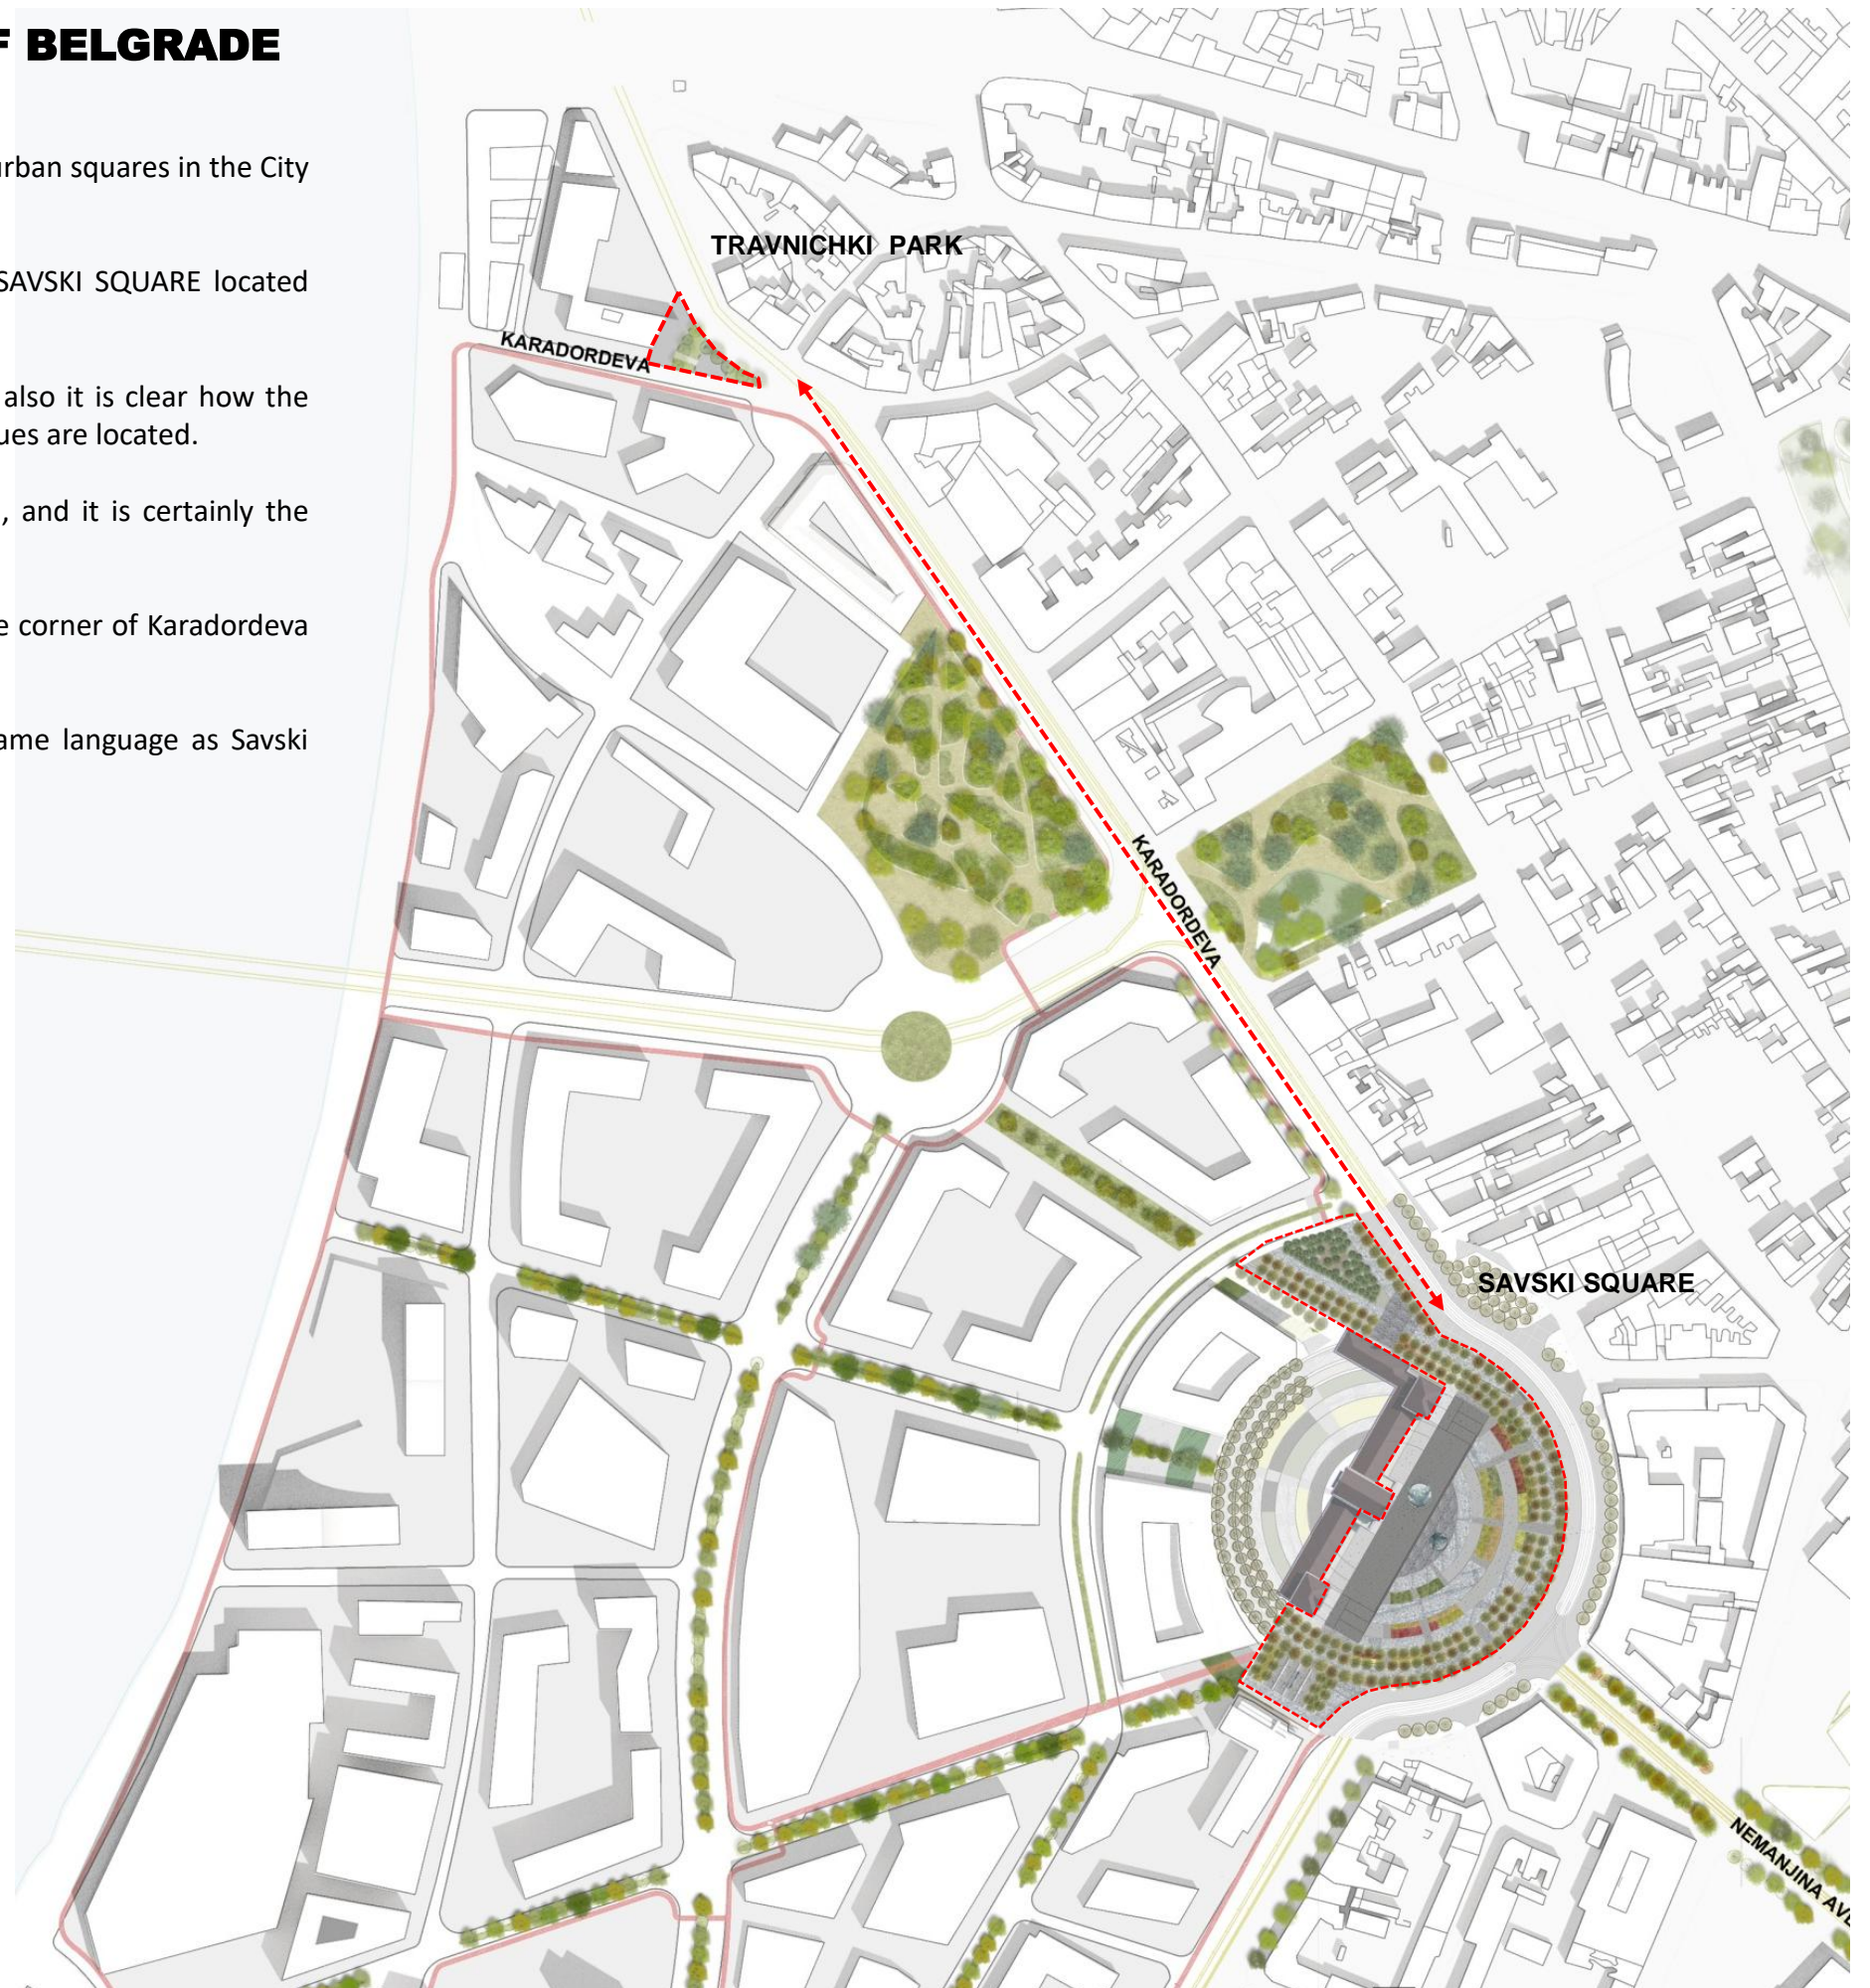 F BELGRADE
urban squares in the City
SAVSKI SQUARE located
also it is clear how the
ues are located.
, and it is certainly the
e corner of Karadordeva
ame language as Savski
TRAVNICHKI PARK
KARADORDEVA
KARADORDEVA
SAVSKI SQUARE
NEMANJINA AVE